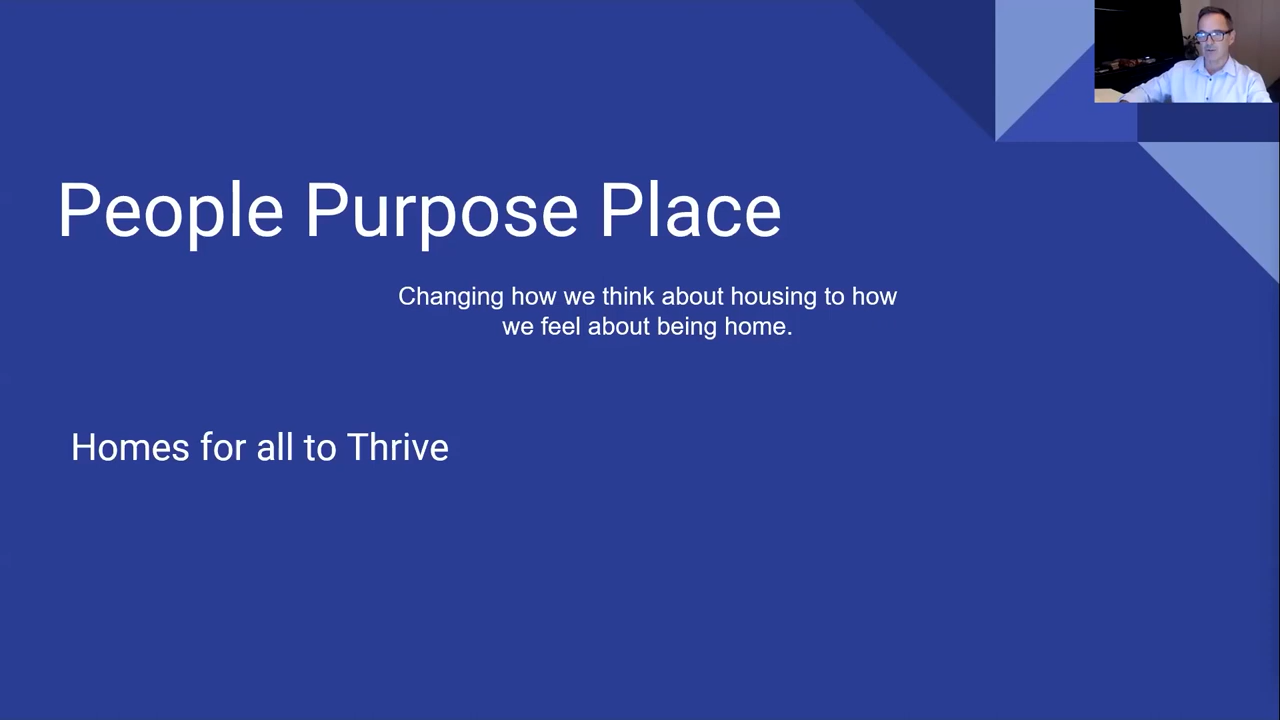 People Purpose Place
Changing how we think about housing to how
we feel about being home.
Homes for all to Thrive